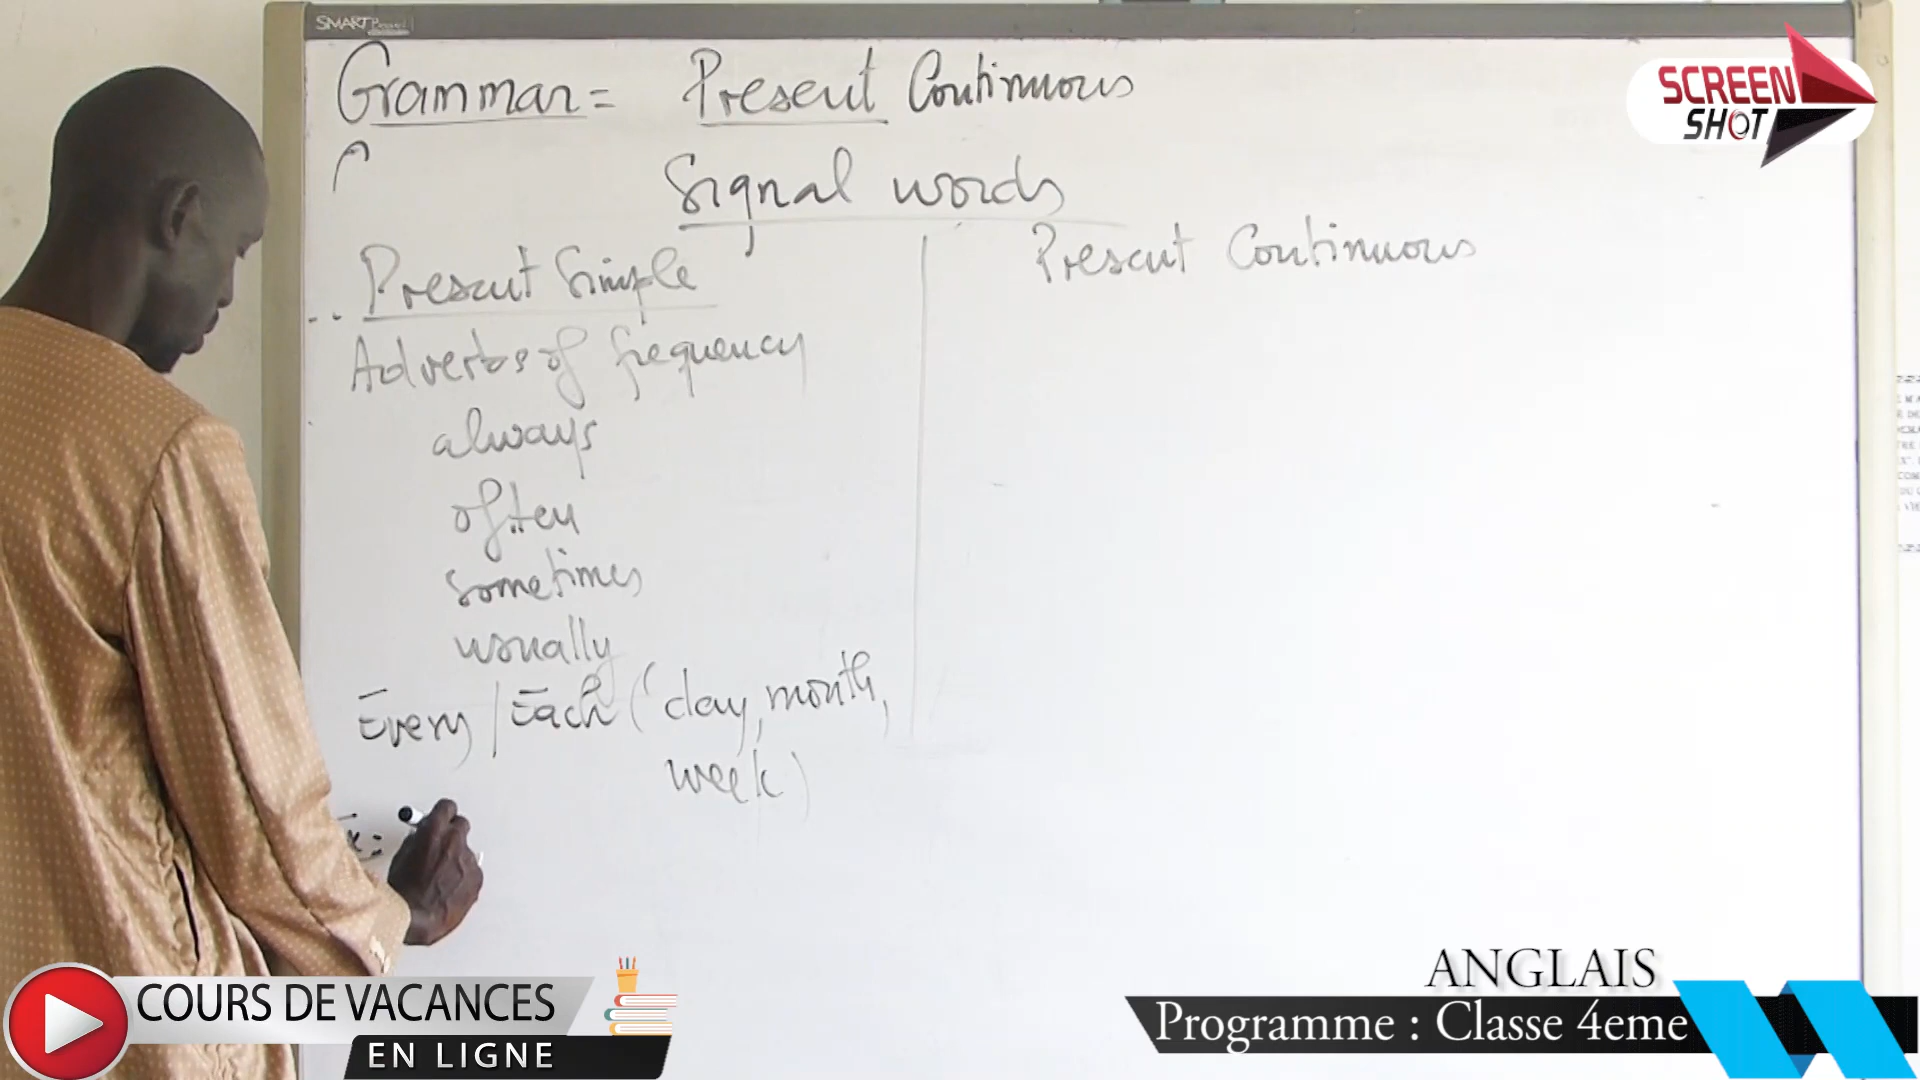 SMART
Grammar = Present Continuous
Signal words
Present Simple
Present Continuous
Adverbs of frequency
always
often
sometimes
usually
Every / Each ( day, month,
week)
SCREEN
SHOT
COURS DE VACANCES
EN LIGNE
ANGLAIS
Programme : Classe 4eme